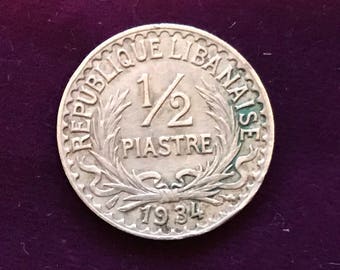 REPUBLIQUE LIBANAISE
1/2
PIASTRE
1934